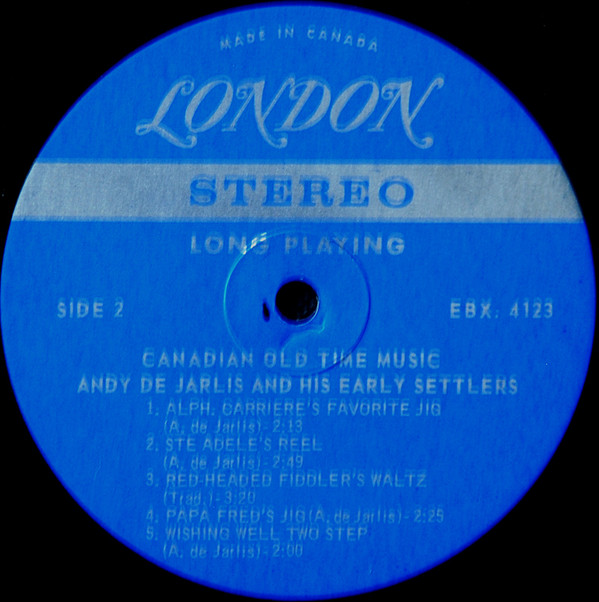 MADE IN CANADA
LONDON
STEREO
LONG PLAYING
SIDE 2
EBX. 4123
CANADIAN OLD TIME MUSIC
ANDY DE JARLIS AND HIS EARLY SETTLERS
1. ALPH. CARRIERE'S FAVORITE JIG
(A. de Jarlis) - 2:13
2. STE ADELE'S REEL
(A. de Jarlis) - 2:49
3. RED-HEADED FIDDLER'S WALTZ
(Trad.) - 3:20
4. PAPA FRED'S JIG (A. de Jarlis) - 2:25
5. WISHING WELL TWO STEP
(A. de Jarlis) - 2:00